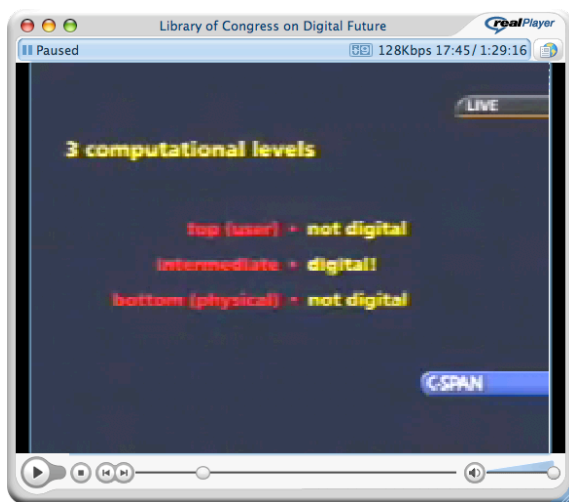 Library of Congress on Digital Future
realPlayer
Paused
128Kbps 17:45/1:29:16
LIVE
3 computational levels
top (user) • not digital
intermediate • digital!
bottom (physical) • not digital
C-SPAN